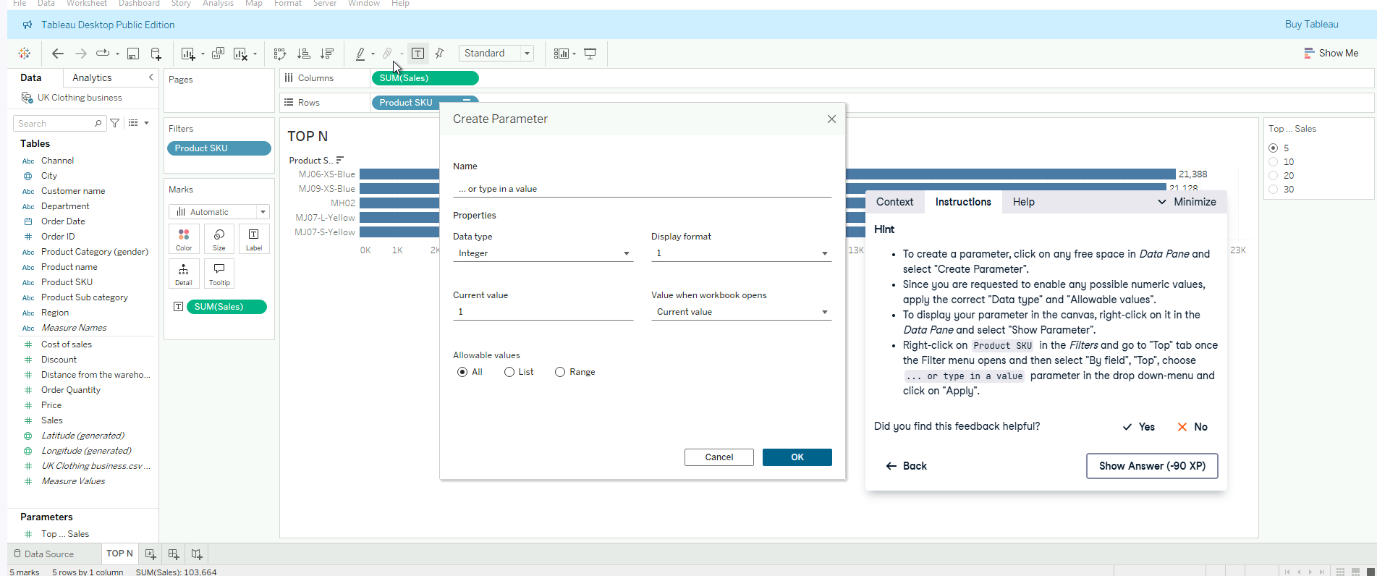 File Data Worksheet Dashboard Story Analysis Map Format Server Window Help
Tableau Desktop Public Edition
Buy Tableau
Standard
Show Me
Data Analytics
UK Clothing business
Search
Tables
Abc Channel
City
Abc Customer name
Abc Department
Order Date
# Order ID
Abc Product Category (gender)
Abc Product name
Abc Product SKU
Abc Product Sub category
Abc Region
Abc Measure Names
# Cost of sales
# Discount
# Distance from the wareho...
# Order Quantity
# Price
# Sales
Latitude (generated)
Longitude (generated)
# UK Clothing business.csv ...
# Measure Values
Parameters
# Top ... Sales
Pages
Filters
Product SKU
Marks
Automatic
Color Size Label
Detail Tooltip
SUM(Sales)
Columns SUM(Sales)
Rows Product SKU
TOP N
Product S..
MJ06-XS-Blue 21,388
MJ09-XS-Blue 21,128
MH02
MJ07-L-Yellow
MJ07-S-Yellow
0K 1K 2K 13K 23K
Create Parameter
Name
... or type in a value
Properties
Data type Display format
Integer 1
Current value Value when workbook opens
1 Current value
Allowable values
All List Range
Cancel OK
Top ... Sales
5
10
20
30
Context Instructions Help Minimize
Hint
• To create a parameter, click on any free space in Data Pane and
select "Create Parameter".
• Since you are requested to enable any possible numeric values,
apply the correct "Data type" and "Allowable values".
• To display your parameter in the canvas, right-click on it in the
Data Pane and select "Show Parameter".
• Right-click on Product SKU in the Filters and go to "Top" tab once
the Filter menu opens and then select "By field", "Top", choose
... or type in a value parameter in the drop down-menu and
click on "Apply".
Did you find this feedback helpful? Yes No
Back Show Answer (-90 XP)
Data Source TOP N
5 marks 5 rows by 1 column SUM(Sales): 103,664